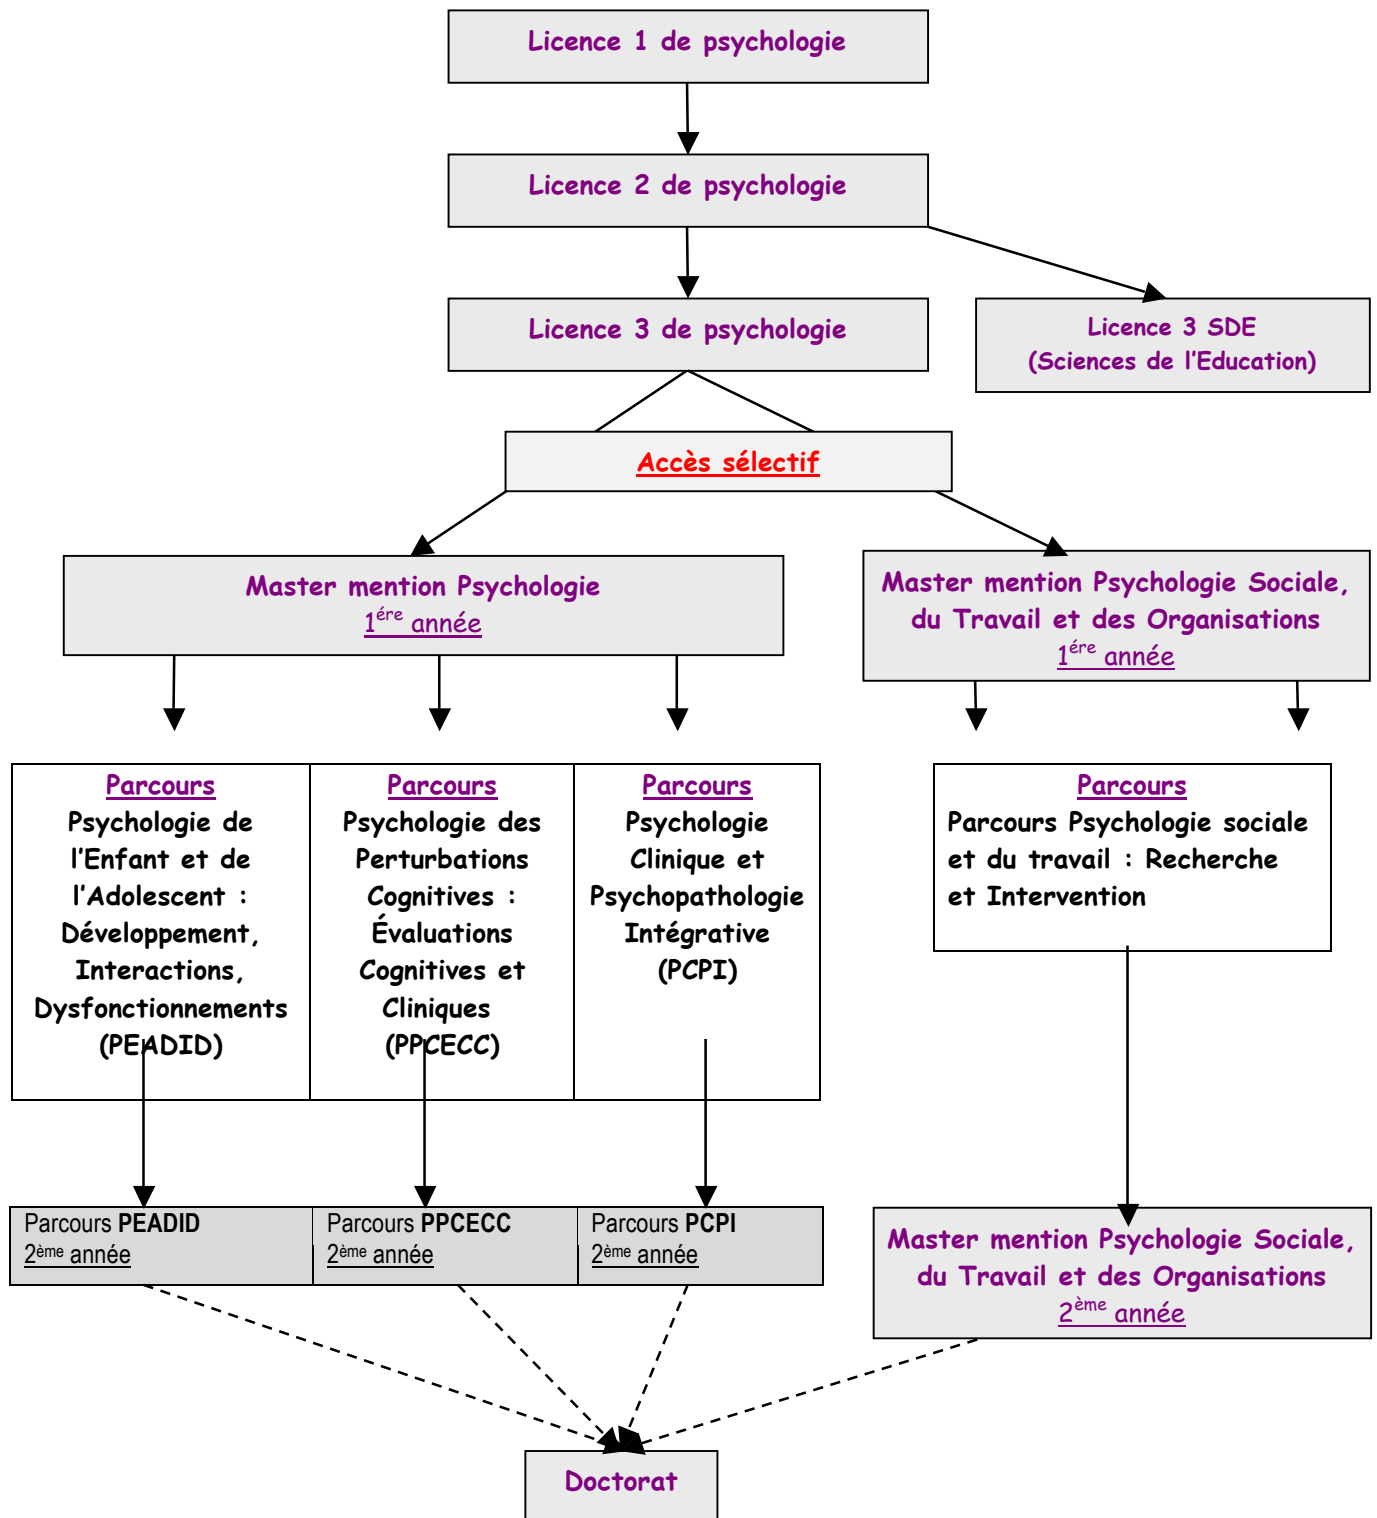 Licence 1 de psychologie
Licence 2 de psychologie
Licence 3 de psychologie
Licence 3 SDE
(Sciences de l'Education)
Accès sélectif
Master mention Psychologie
1ére année
Master mention Psychologie Sociale,
du Travail et des Organisations
1ére année
Parcours
Psychologie de
l'Enfant et de
l'Adolescent :
Développement,
Interactions,
Dysfonctionnements
(PEADID)
Parcours
Psychologie des
Perturbations
Cognitives :
Évaluations
Cognitives et
Cliniques
(PPCECC)
Parcours
Psychologie
Clinique et
Psychopathologie
Intégrative
(PCPI)
Parcours
Parcours Psychologie sociale
et du travail : Recherche
et Intervention
Parcours PEADID
2ème année
Parcours PPCECC
2ème année
Parcours PCPI
2ème année
Master mention Psychologie Sociale,
du Travail et des Organisations
2ème année
Doctorat